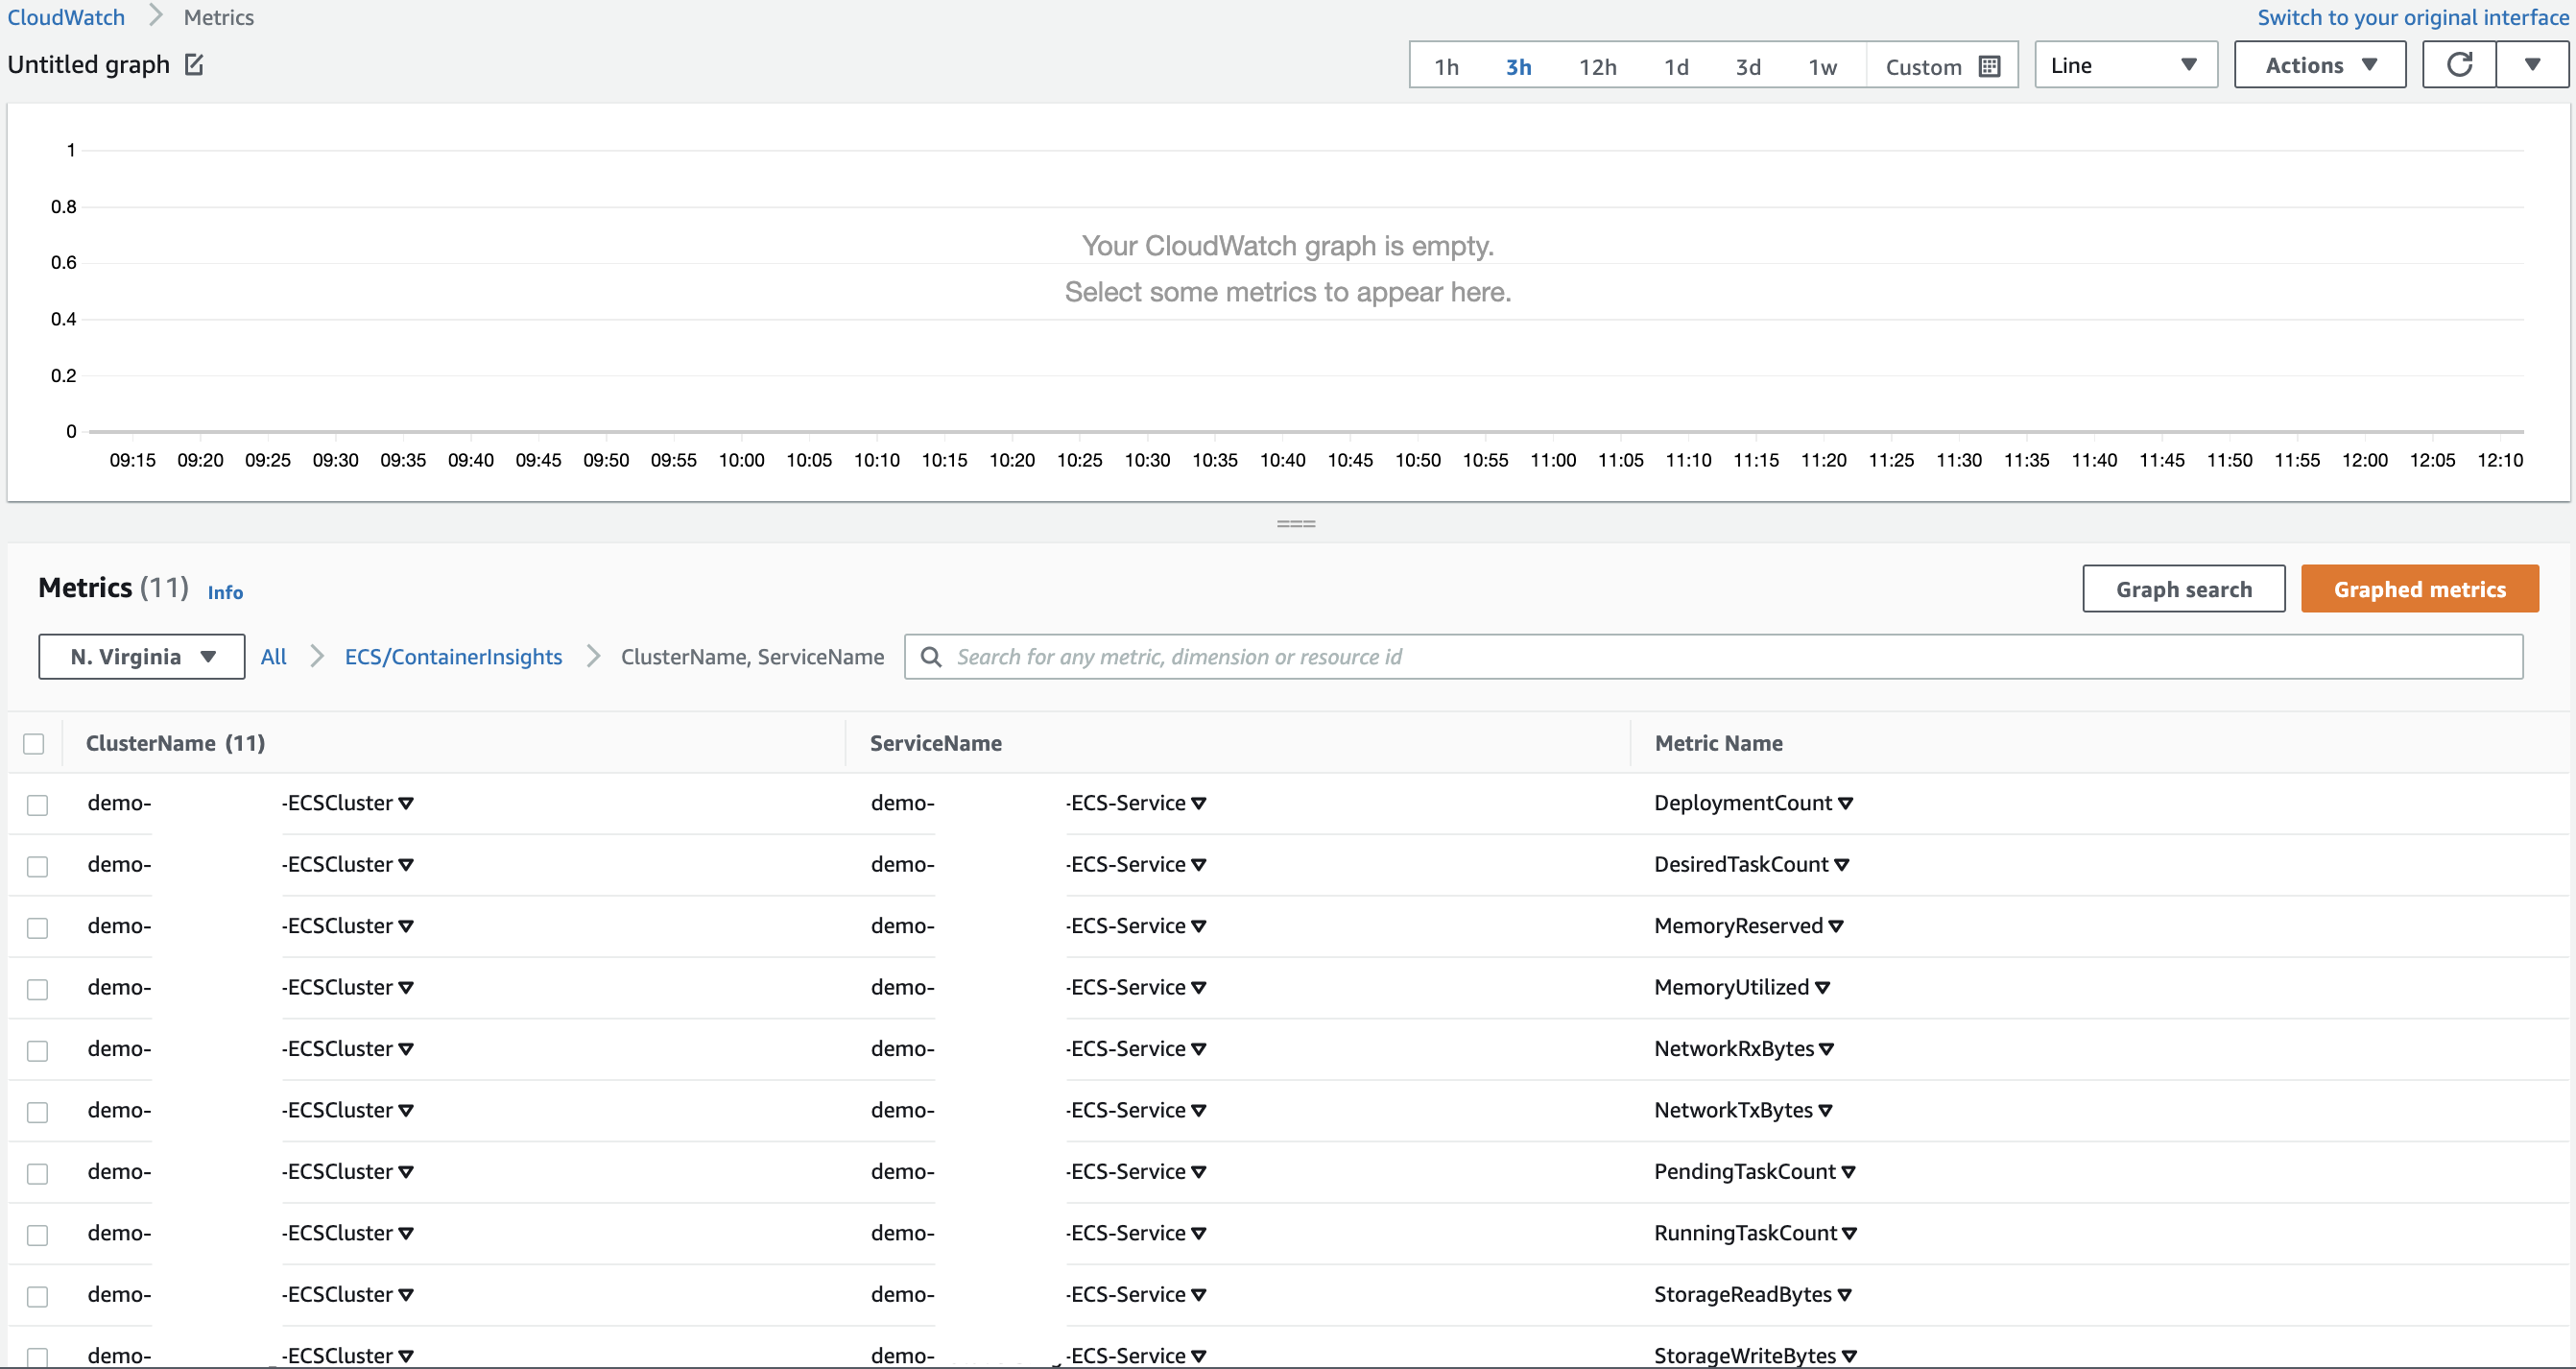 CloudWatch Metrics Switch to your original interface
Untitled graph 1h 3h 12h 1d 3d 1w Custom Line Actions
1
0.8
Your CloudWatch graph is empty.
0.6
Select some metrics to appear here.
0.4
0.2
0
09:15 09:20 09:25 09:30 09:35 09:40 09:45 09:50 09:55 10:00 10:05 10:10 10:15 10:20 10:25 10:30 10:35 10:40 10:45 10:50 10:55 11:00 11:05 11:10 11:15 11:20 11:25 11:30 11:35 11:40 11:45 11:50 11:55 12:00 12:05 12:10
Metrics (11) Info Graph search Graphed metrics
N. Virginia All ECS/ContainerInsights ClusterName, ServiceName Search for any metric, dimension or resource id
ClusterName (11) ServiceName Metric Name
demo- -ECSCluster demo- -ECS-Service DeploymentCount
demo- -ECSCluster demo- -ECS-Service DesiredTaskCount
demo- -ECSCluster demo- -ECS-Service MemoryReserved
demo- -ECSCluster demo- -ECS-Service MemoryUtilized
demo- -ECSCluster demo- -ECS-Service NetworkRxBytes
demo- -ECSCluster demo- -ECS-Service NetworkTxBytes
demo- -ECSCluster demo- -ECS-Service PendingTaskCount
demo- -ECSCluster demo- -ECS-Service RunningTaskCount
demo- -ECSCluster demo- -ECS-Service StorageReadBytes
demo- -ECSCluster demo- -ECS-Service StorageWriteBytes